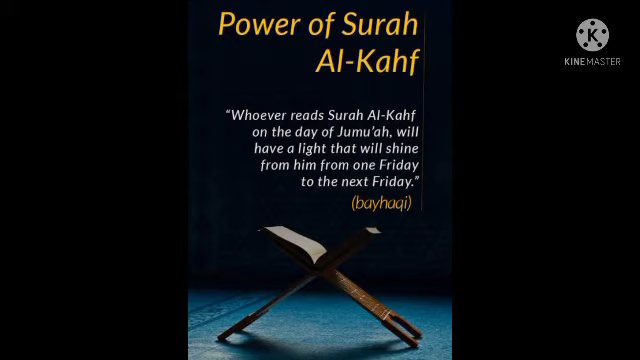 Power of Surah
Al-Kahf
“Whoever reads Surah Al-Kahf
on the day of Jumu’ah, will
have a light that will shine
from him from one Friday
to the next Friday.”
(bayhaqi)
K
KINEMASTER